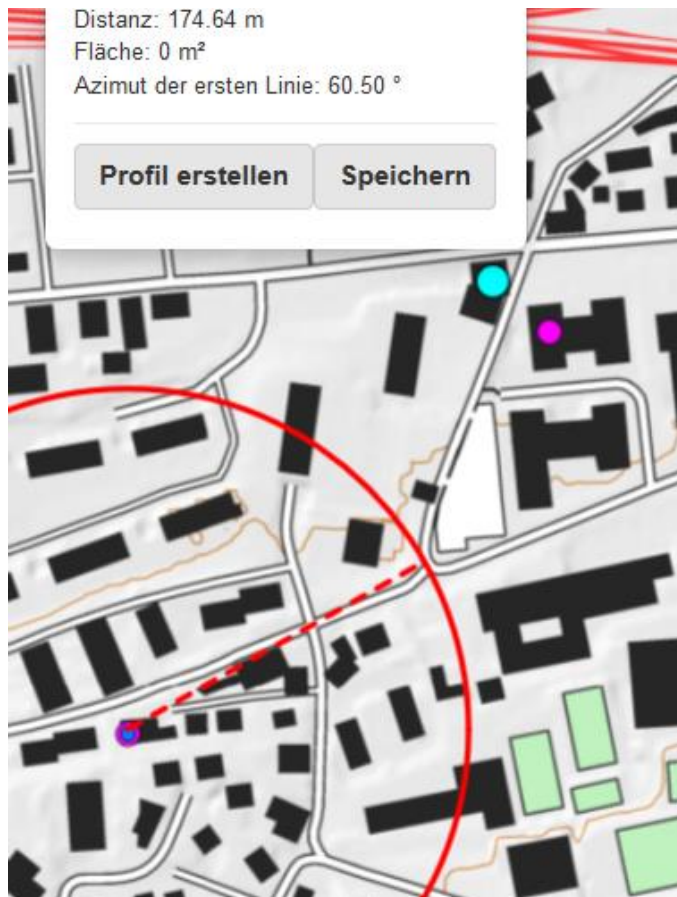 Distanz: 174.64 m
Fläche: 0 m²
Azimut der ersten Linie: 60.50 °
Profil erstellen
Speichern